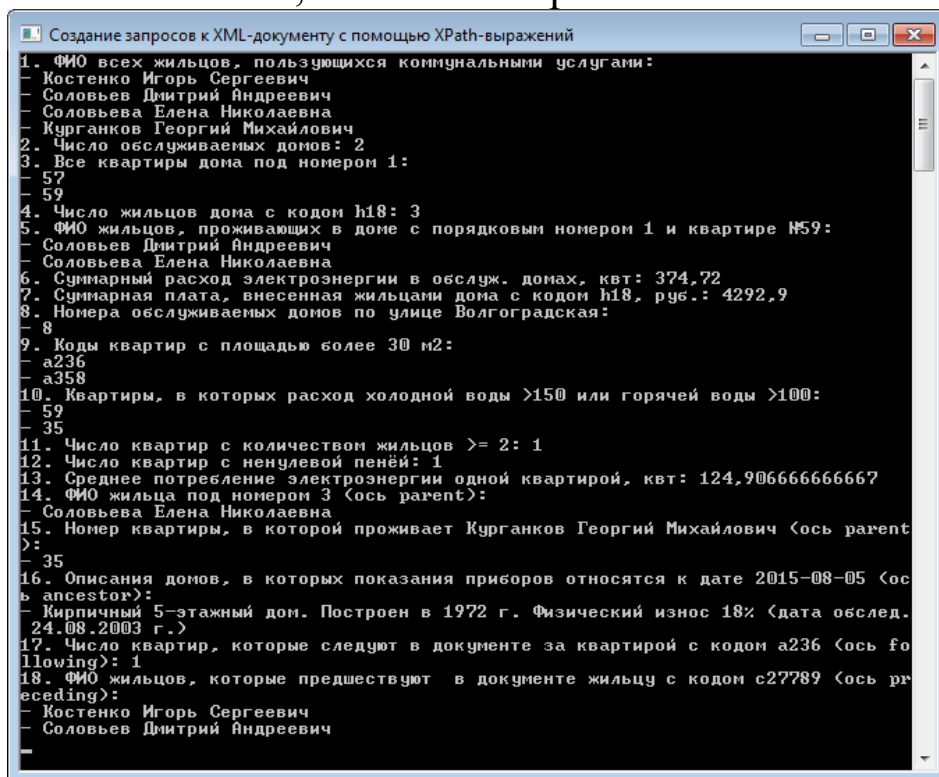 Создание запросов к XML-документу с помощью XPath-выражений
1. ФИО всех жильцов, пользующихся коммунальными услугами:
- Костенко Игорь Сергеевич
- Соловьев Дмитрий Андреевич
- Соловьева Елена Николаевна
- Курганков Георгий Михайлович
2. Число обслуживаемых домов: 2
3. Все квартиры дома под номером 1:
- 57
- 59
4. Число жильцов дома с кодом h18: 3
5. ФИО жильцов, проживающих в доме с порядковым номером 1 и квартире №59:
- Соловьев Дмитрий Андреевич
- Соловьева Елена Николаевна
6. Суммарный расход электроэнергии в обслуж. домах, квт: 374,72
7. Суммарная плата, внесенная жильцами дома с кодом h18, руб.: 4292,9
8. Номера обслуживаемых домов по улице Волгоградская:
- 8
9. Коды квартир с площадью более 30 м2:
- a236
- a358
10. Квартиры, в которых расход холодной воды >150 или горячей воды >100:
- 59
- 35
11. Число квартир с количеством жильцов >= 2: 1
12. Число квартир с ненулевой пенёй: 1
13. Среднее потребление электроэнергии одной квартирой, квт: 124,906666666667
14. ФИО жильца под номером 3 (ось parent):
- Соловьева Елена Николаевна
15. Номер квартиры, в которой проживает Курганков Георгий Михайлович (ось parent
):
- 35
16. Описания домов, в которых показания приборов относятся к дате 2015-08-05 (ос
ь ancestor):
- Кирпичный 5-этажный дом. Построен в 1972 г. Физический износ 18% (дата обслед.
24.08.2003 г.)
17. Число квартир, которые следуют в документе за квартирой с кодом a236 (ось fo
llowing): 1
18. ФИО жильцов, которые предшествуют  в документе жильцу с кодом c27789 (ось pr
eceding):
- Костенко Игорь Сергеевич
- Соловьев Дмитрий Андреевич